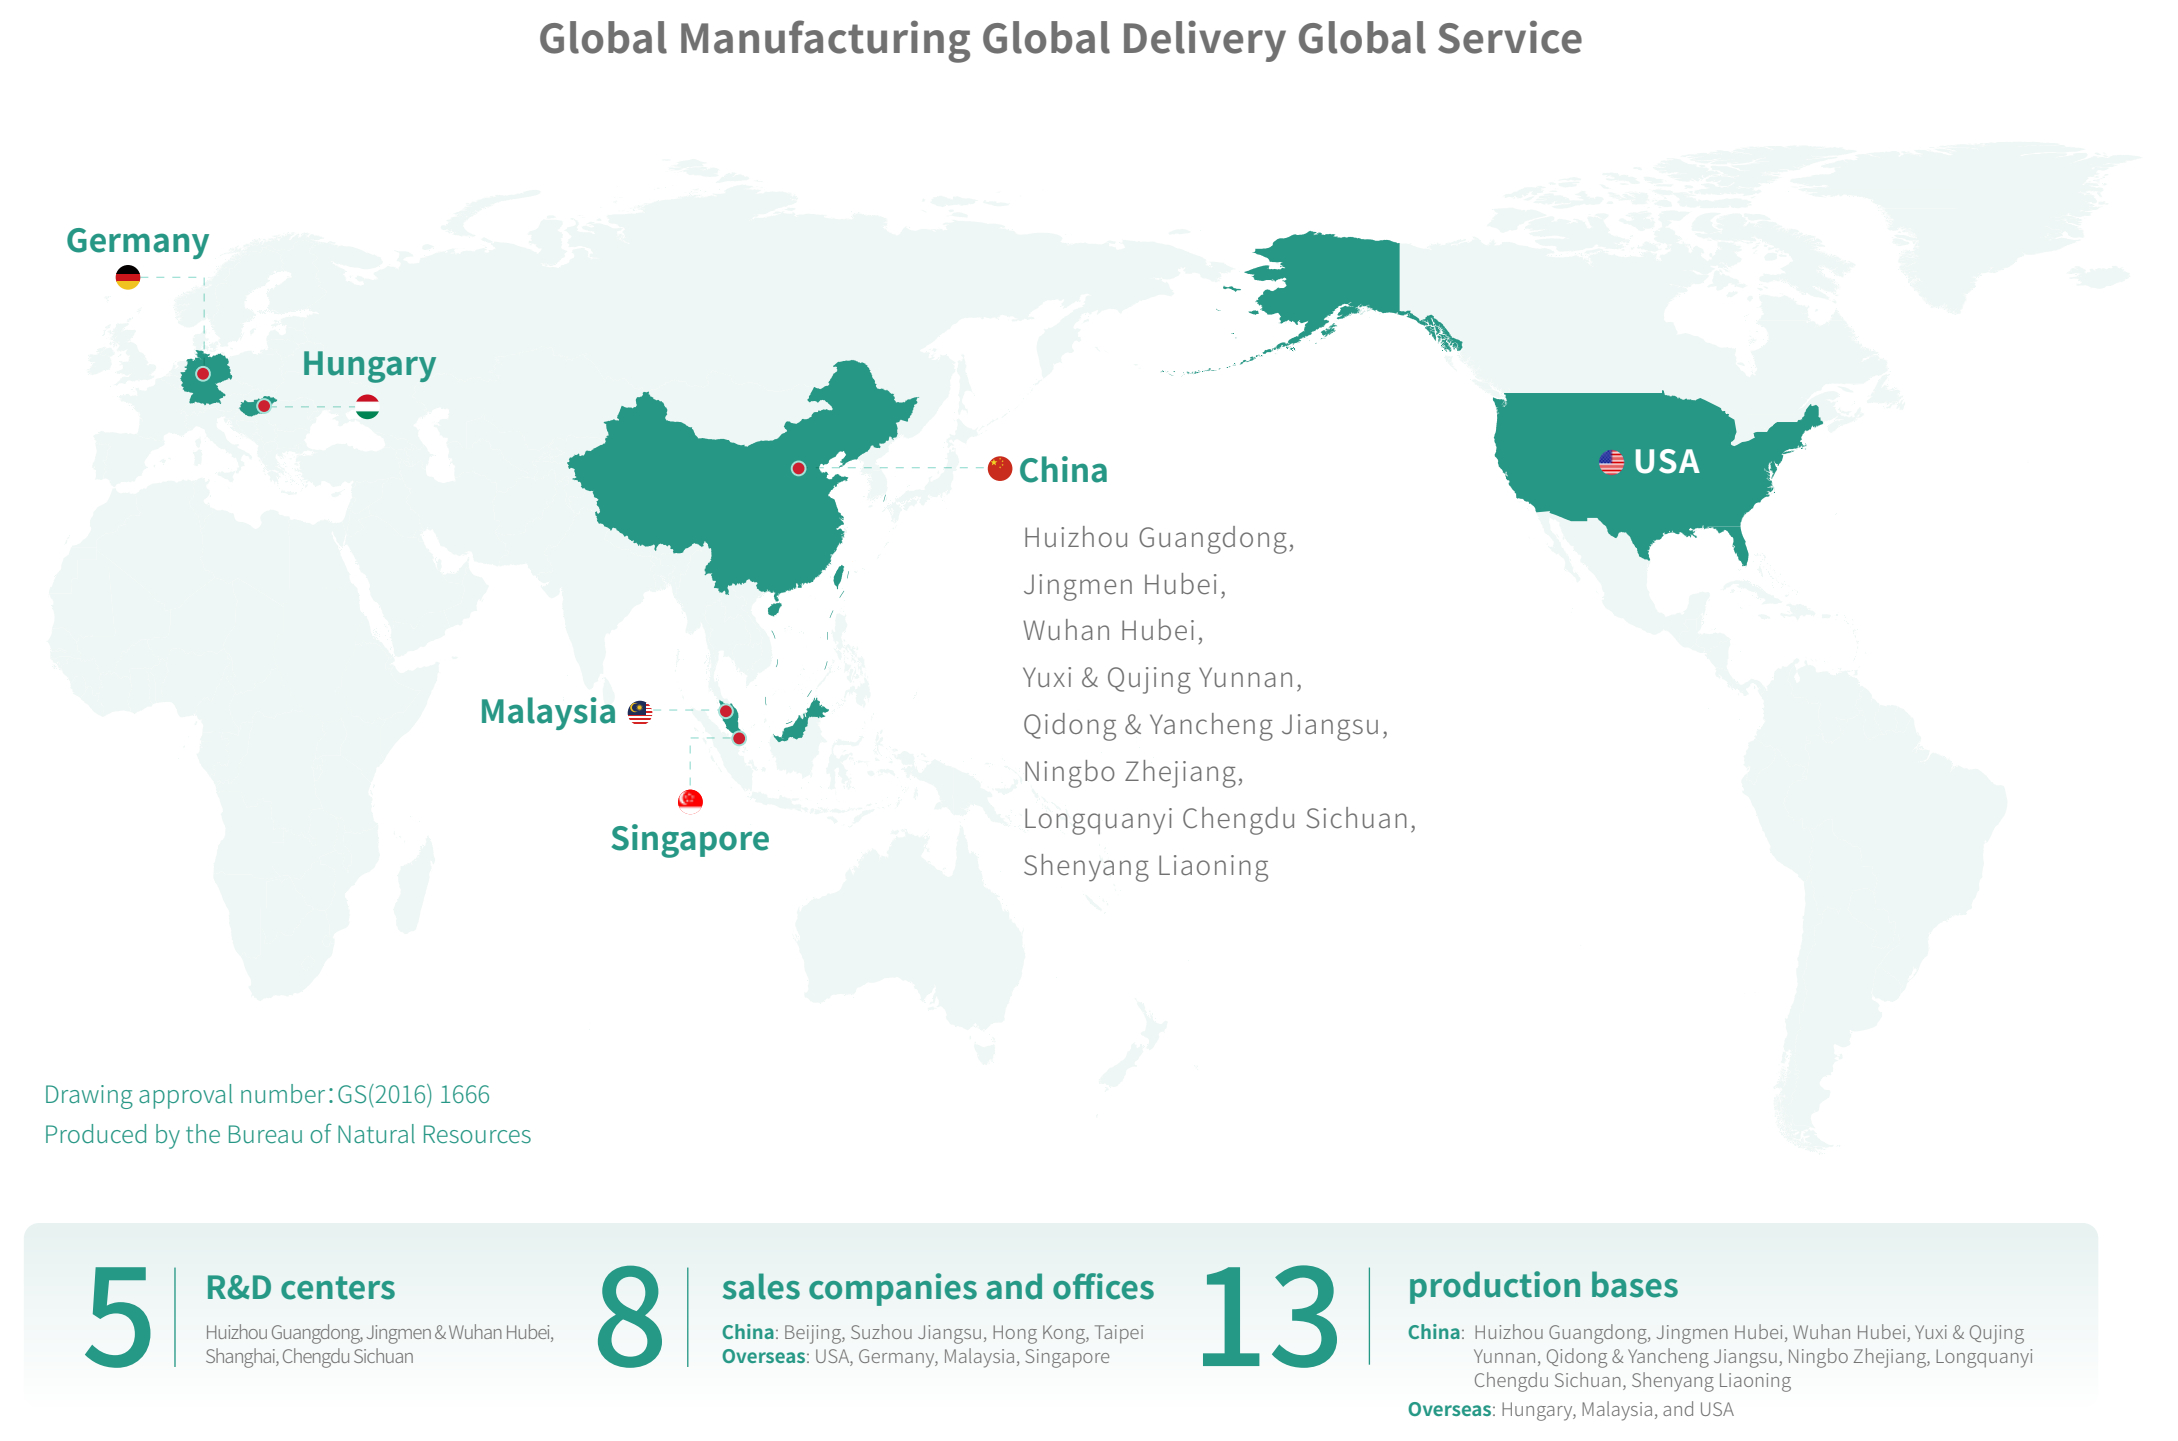 Global Manufacturing Global Delivery Global Service
Germany
Hungary
China
USA
Huizhou Guangdong,
Jingmen Hubei,
Wuhan Hubei,
Yuxi & Qujing Yunnan,
Qidong & Yancheng Jiangsu,
Ningbo Zhejiang,
Longquanyi Chengdu Sichuan,
Shenyang Liaoning
Malaysia
Singapore
Drawing approval number：GS(2016) 1666
Produced by the Bureau of Natural Resources
5
R&D centers
Huizhou Guangdong, Jingmen & Wuhan Hubei,
Shanghai, Chengdu Sichuan
8
sales companies and offices
China: Beijing, Suzhou Jiangsu, Hong Kong, Taipei
Overseas: USA, Germany, Malaysia, Singapore
13
production bases
China: Huizhou Guangdong, Jingmen Hubei, Wuhan Hubei, Yuxi & Qujing
Yunnan, Qidong & Yancheng Jiangsu, Ningbo Zhejiang, Longquanyi
Chengdu Sichuan, Shenyang Liaoning
Overseas: Hungary, Malaysia, and USA